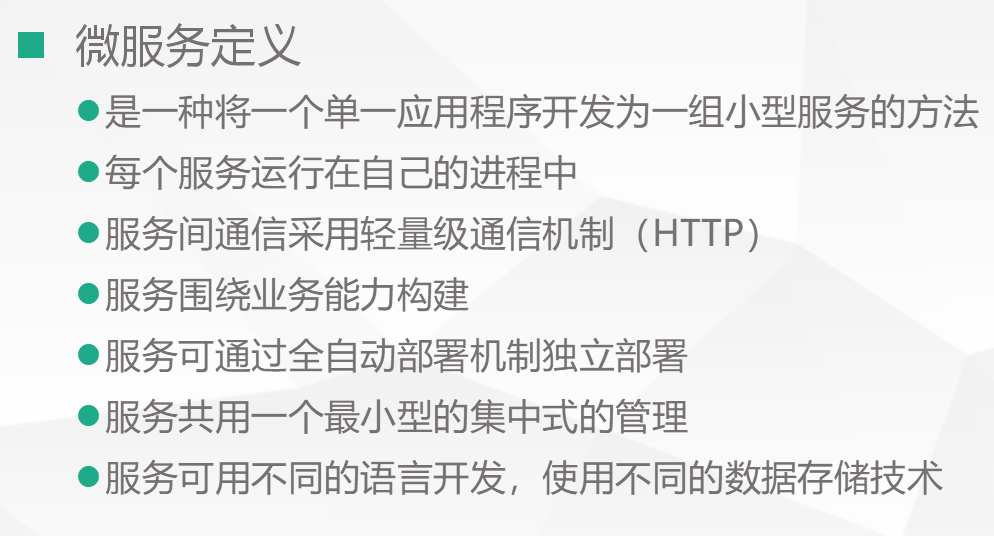 微服务定义
是一种将一个单一应用程序开发为一组小型服务的方法
每个服务运行在自己的进程中
服务间通信采用轻量级通信机制（HTTP）
服务围绕业务能力构建
服务可通过全自动部署机制独立部署
服务共用一个最小型的集中式的管理
服务可用不同的语言开发，使用不同的数据存储技术